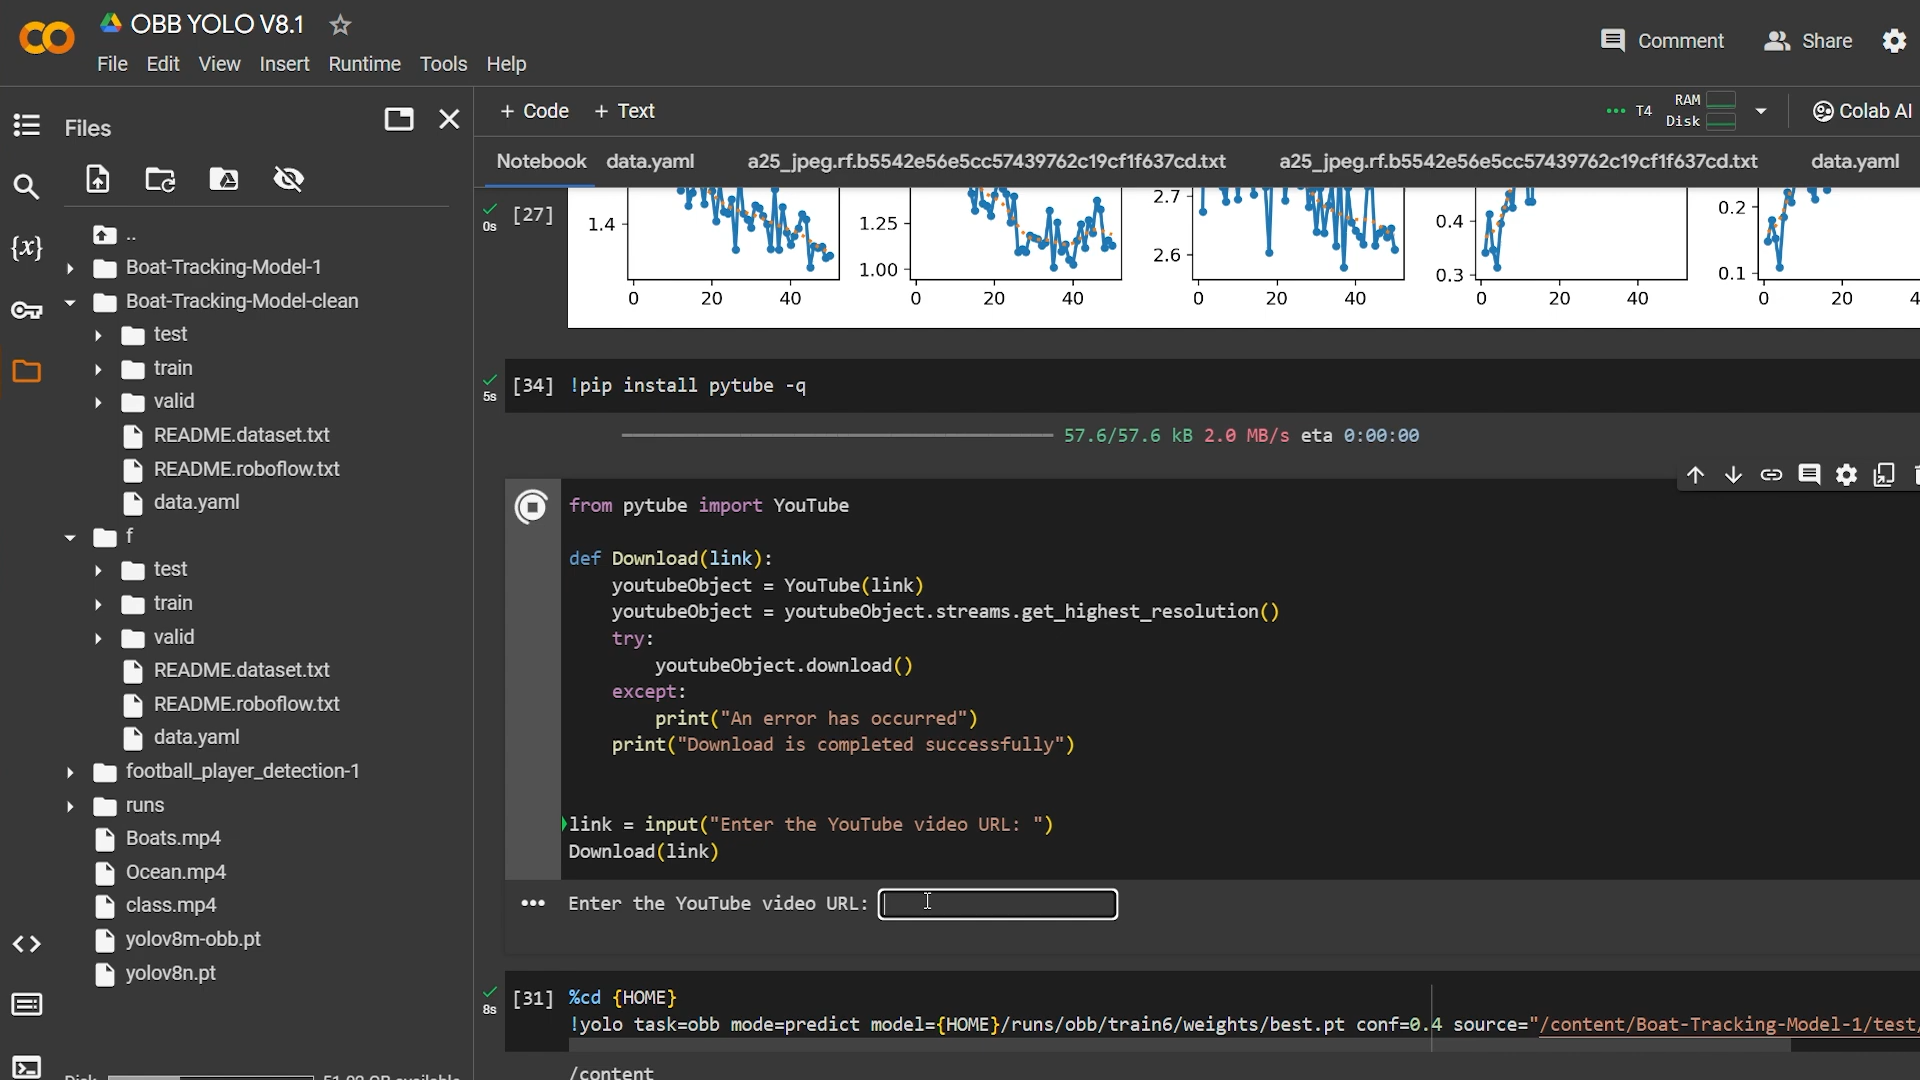 OBB YOLO V8.1
File Edit View Insert Runtime Tools Help
Comment
Share
Files
+ Code + Text
T4
RAM
Disk
Colab AI
Notebook
data.yaml
a25_jpeg.rf.b5542e56e5cc57439762c19cf1f637cd.txt
a25_jpeg.rf.b5542e56e5cc57439762c19cf1f637cd.txt
data.yaml
..
Boat-Tracking-Model-1
Boat-Tracking-Model-clean
test
train
valid
README.dataset.txt
README.roboflow.txt
data.yaml
f
test
train
valid
README.dataset.txt
README.roboflow.txt
data.yaml
football_player_detection-1
runs
Boats.mp4
Ocean.mp4
class.mp4
yolov8m-obb.pt
yolov8n.pt
{x}
0s
[27]
1.4
0 20 40
1.25
1.00
0 20 40
2.7
2.6
0 20 40
0.4
0.3
0 20 40
0.2
0.1
0 20
5s
[34] !pip install pytube -q
57.6/57.6 kB 2.0 MB/s eta 0:00:00
from pytube import YouTube
def Download(link):
youtubeObject = YouTube(link)
youtubeObject = youtubeObject.streams.get_highest_resolution()
try:
youtubeObject.download()
except:
print("An error has occurred")
print("Download is completed successfully")
link = input("Enter the YouTube video URL: ")
Download(link)
Enter the YouTube video URL:
8s
[31] %cd {HOME}
!yolo task=obb mode=predict model={HOME}/runs/obb/train6/weights/best.pt conf=0.4 source="/content/Boat-Tracking-Model-1/test/
/content